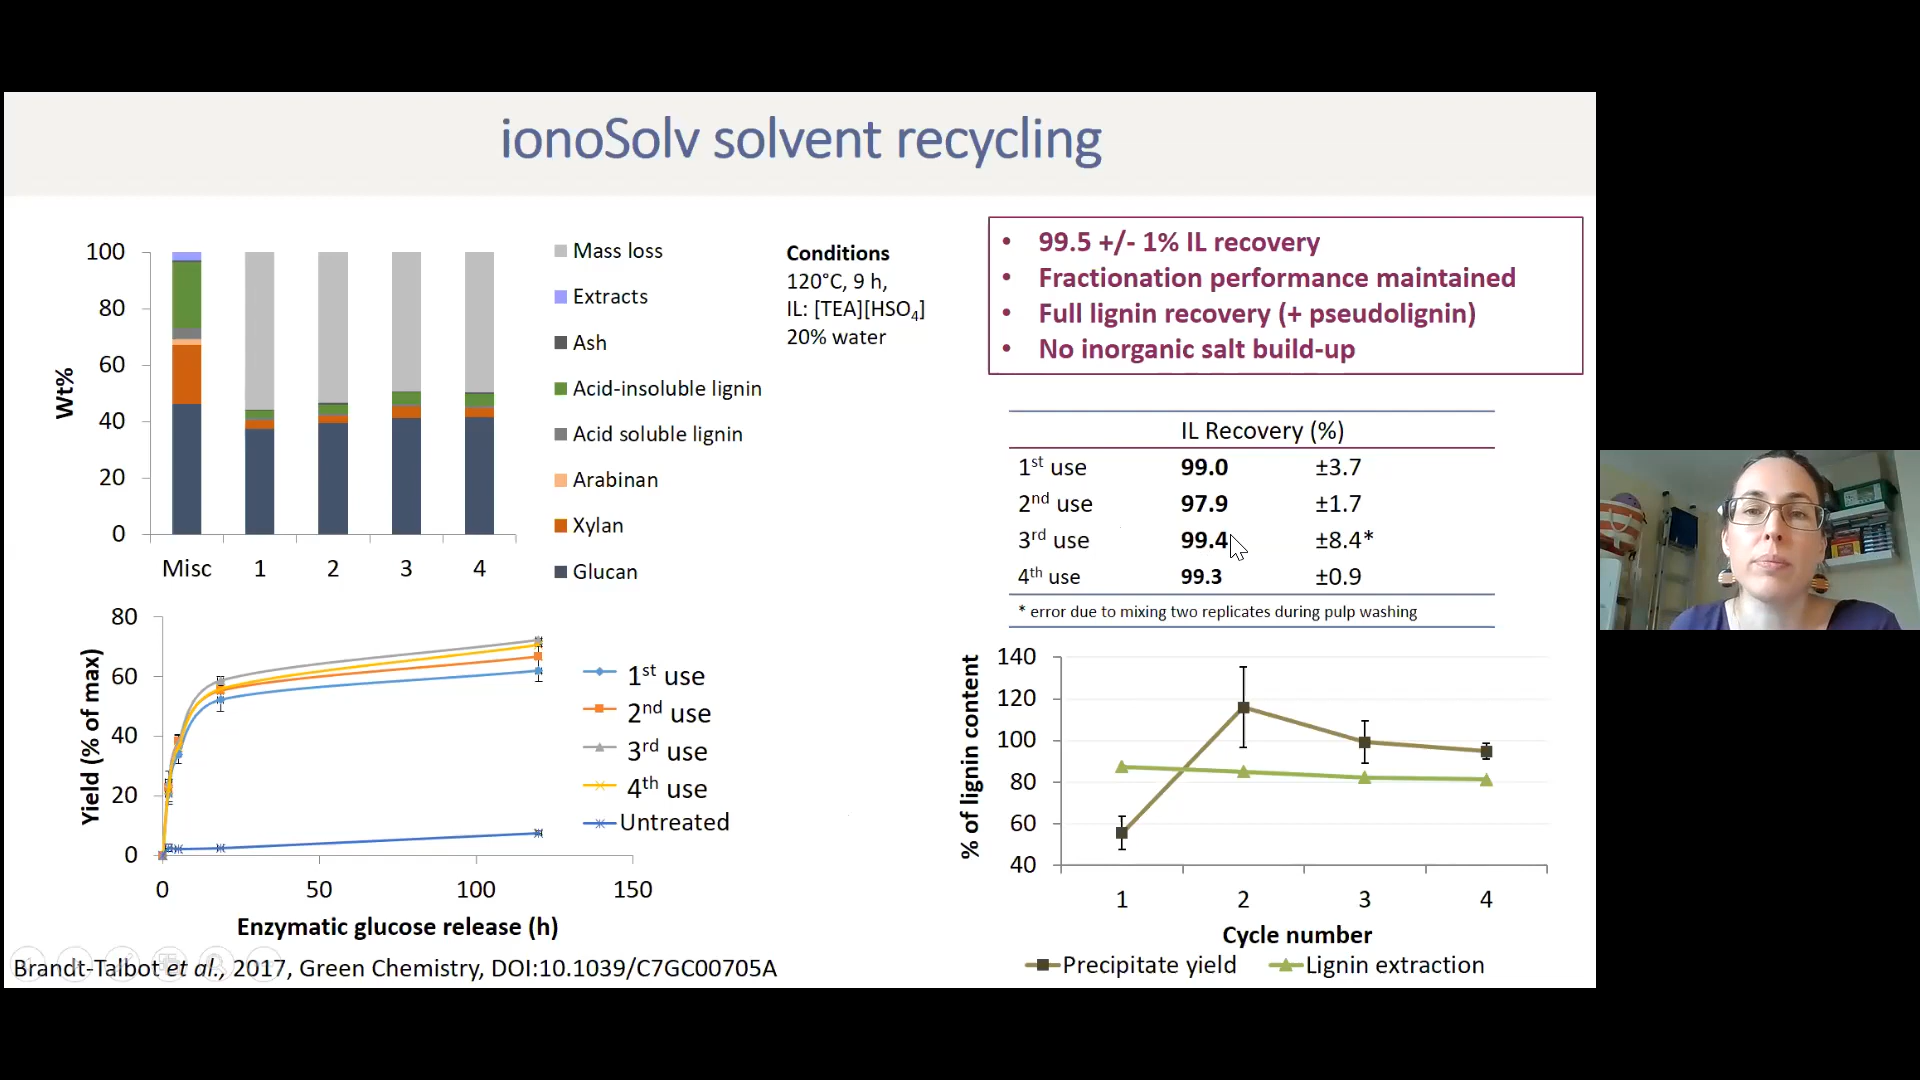 ionoSolv solvent recycling
100
80
60
40
20
0
Wt%
Misc 1 2 3 4
Mass loss
Extracts
Ash
Acid-insoluble lignin
Acid soluble lignin
Arabinan
Xylan
Glucan
Conditions
120°C, 9 h,
IL: [TEA][HSO₄]
20% water
• 99.5 +/- 1% IL recovery
• Fractionation performance maintained
• Full lignin recovery (+ pseudolignin)
• No inorganic salt build-up
IL Recovery (%)
1st use 99.0 ±3.7
2nd use 97.9 ±1.7
3rd use 99.4 ±8.4*
4th use 99.3 ±0.9
* error due to mixing two replicates during pulp washing
80
60
40
20
0
Yield (% of max)
0 50 100 150
Enzymatic glucose release (h)
1st use
2nd use
3rd use
4th use
Untreated
140
120
100
80
60
40
% of lignin content
1 2 3 4
Cycle number
Precipitate yield Lignin extraction
Brandt-Talbot et al., 2017, Green Chemistry, DOI:10.1039/C7GC00705A